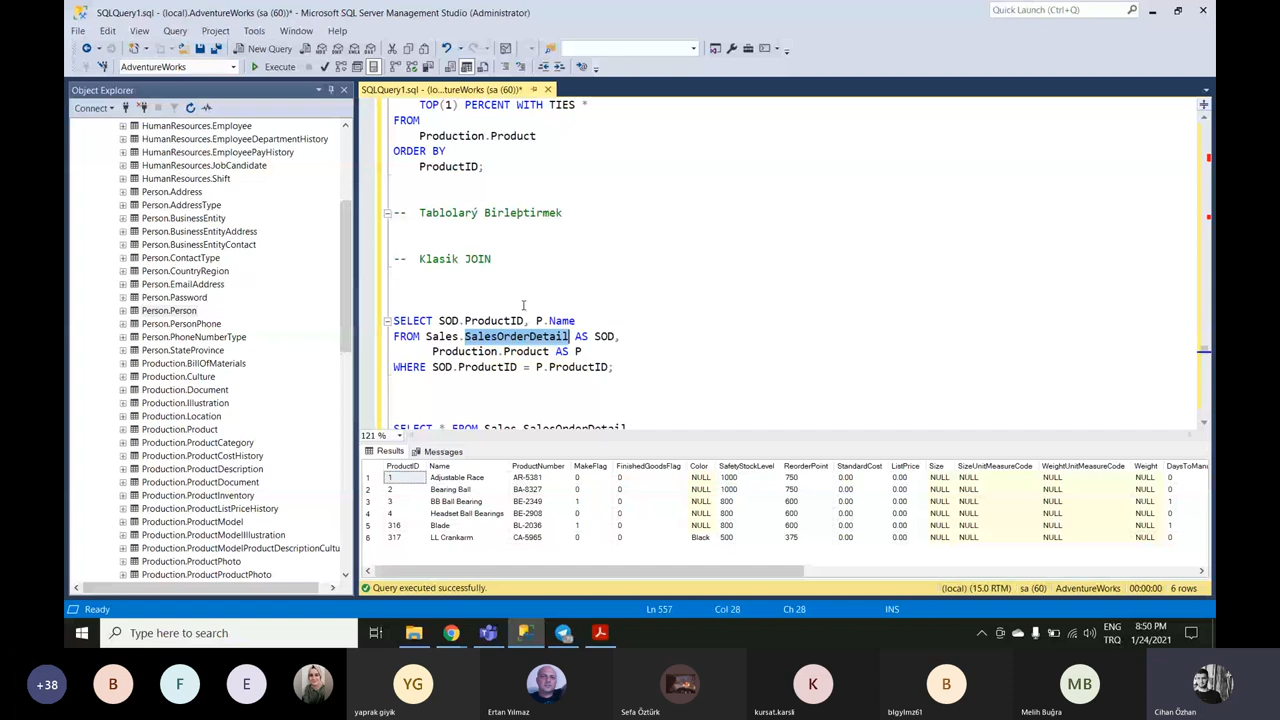 SQLQuery1.sql - (local).AdventureWorks (sa (60))* - Microsoft SQL Server Management Studio (Administrator)
Quick Launch (Ctrl+Q)
File Edit View Query Project Tools Window Help
New Query
AdventureWorks Execute
Object Explorer
Connect
HumanResources.Employee
HumanResources.EmployeeDepartmentHistory
HumanResources.EmployeePayHistory
HumanResources.JobCandidate
HumanResources.Shift
Person.Address
Person.AddressType
Person.BusinessEntity
Person.BusinessEntityAddress
Person.BusinessEntityContact
Person.ContactType
Person.CountryRegion
Person.EmailAddress
Person.Password
Person.Person
Person.PersonPhone
Person.PhoneNumberType
Person.StateProvince
Production.BillOfMaterials
Production.Culture
Production.Document
Production.Illustration
Production.Location
Production.Product
Production.ProductCategory
Production.ProductCostHistory
Production.ProductDescription
Production.ProductDocument
Production.ProductInventory
Production.ProductListPriceHistory
Production.ProductModel
Production.ProductModelIllustration
Production.ProductModelProductDescriptionCultu
Production.ProductPhoto
Production.ProductProductPhoto
SQLQuery1.sql - (lo...tureWorks (sa (60))*
TOP(1) PERCENT WITH TIES *
FROM
Production.Product
ORDER BY
ProductID;
-- Tablolarý Birleþtirmek
-- Klasik JOIN
SELECT SOD.ProductID, P.Name
FROM Sales.SalesOrderDetail AS SOD,
Production.Product AS P
WHERE SOD.ProductID = P.ProductID;
SELECT * FROM Sales.SalesOrderDetail
121 %
Results Messages
ProductID Name ProductNumber MakeFlag FinishedGoodsFlag Color SafetyStockLevel ReorderPoint StandardCost ListPrice Size SizeUnitMeasureCode WeightUnitMeasureCode Weight DaysToManu
1 1 Adjustable Race AR-5381 0 0 NULL 1000 750 0.00 0.00 NULL NULL NULL NULL 0
2 2 Bearing Ball BA-8327 0 0 NULL 1000 750 0.00 0.00 NULL NULL NULL NULL 0
3 3 BB Ball Bearing BE-2349 1 0 NULL 800 600 0.00 0.00 NULL NULL NULL NULL 1
4 4 Headset Ball Bearings BE-2908 0 0 NULL 800 600 0.00 0.00 NULL NULL NULL NULL 0
5 316 Blade BL-2036 1 0 NULL 800 600 0.00 0.00 NULL NULL NULL NULL 1
6 317 LL Crankarm CA-5965 0 0 Black 500 375 0.00 0.00 NULL NULL NULL NULL 0
Query executed successfully. (local) (15.0 RTM) sa (60) AdventureWorks 00:00:00 6 rows
Ready Ln 557 Col 28 Ch 28 INS
Type here to search
ENG
TRQ
8:50 PM
1/24/2021
+38 B F E YG K B MB
yaprak giyik Ertan Yılmaz Sefa Öztürk kursat.karsli blgylmz61 Melih Buğra Cihan Özhan